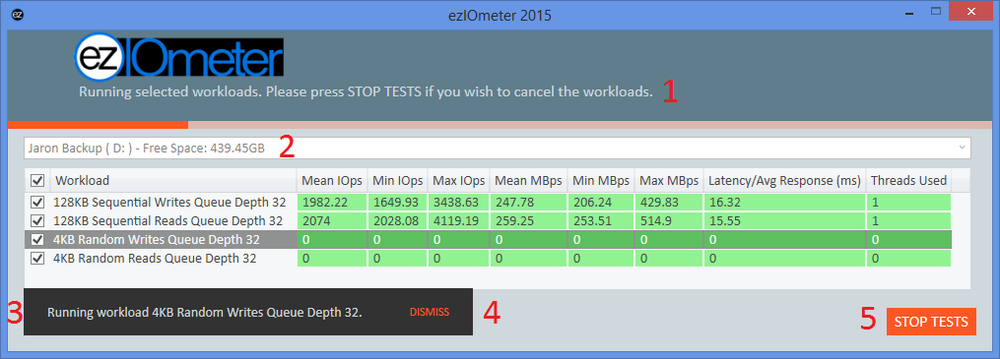 ez ezIOmeter 2015
ezIOmeter
Running selected workloads. Please press STOP TESTS if you wish to cancel the workloads. 1
Jaron Backup ( D: ) - Free Space: 439.45GB 2
Workload Mean IOps Min IOps Max IOps Mean MBps Min MBps Max MBps Latency/Avg Response (ms) Threads Used
128KB Sequential Writes Queue Depth 32 1982.22 1649.93 3438.63 247.78 206.24 429.83 16.32 1
128KB Sequential Reads Queue Depth 32 2074 2028.08 4119.19 259.25 253.51 514.9 15.55 1
4KB Random Writes Queue Depth 32 0 0 0 0 0 0 0 0
4KB Random Reads Queue Depth 32 0 0 0 0 0 0 0 0
3 Running workload 4KB Random Writes Queue Depth 32. DISMISS 4
5 STOP TESTS